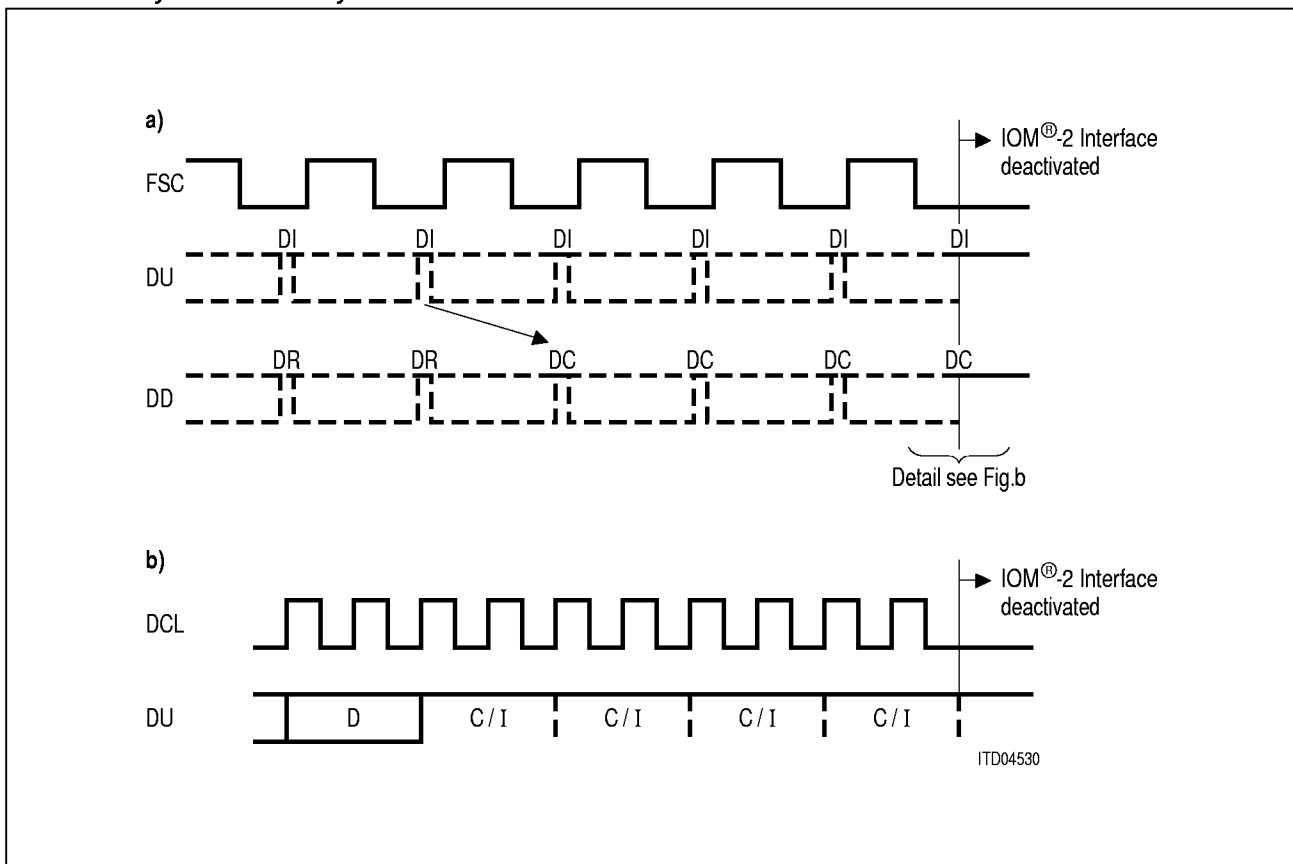 a)
IOM®-2 Interface
deactivated
FSC
DI DI DI DI DI DI
DU
DR DR DC DC DC DC
DD
Detail see Fig.b
b)
IOM®-2 Interface
deactivated
DCL
DU D C / I C / I C / I C / I
ITD04530